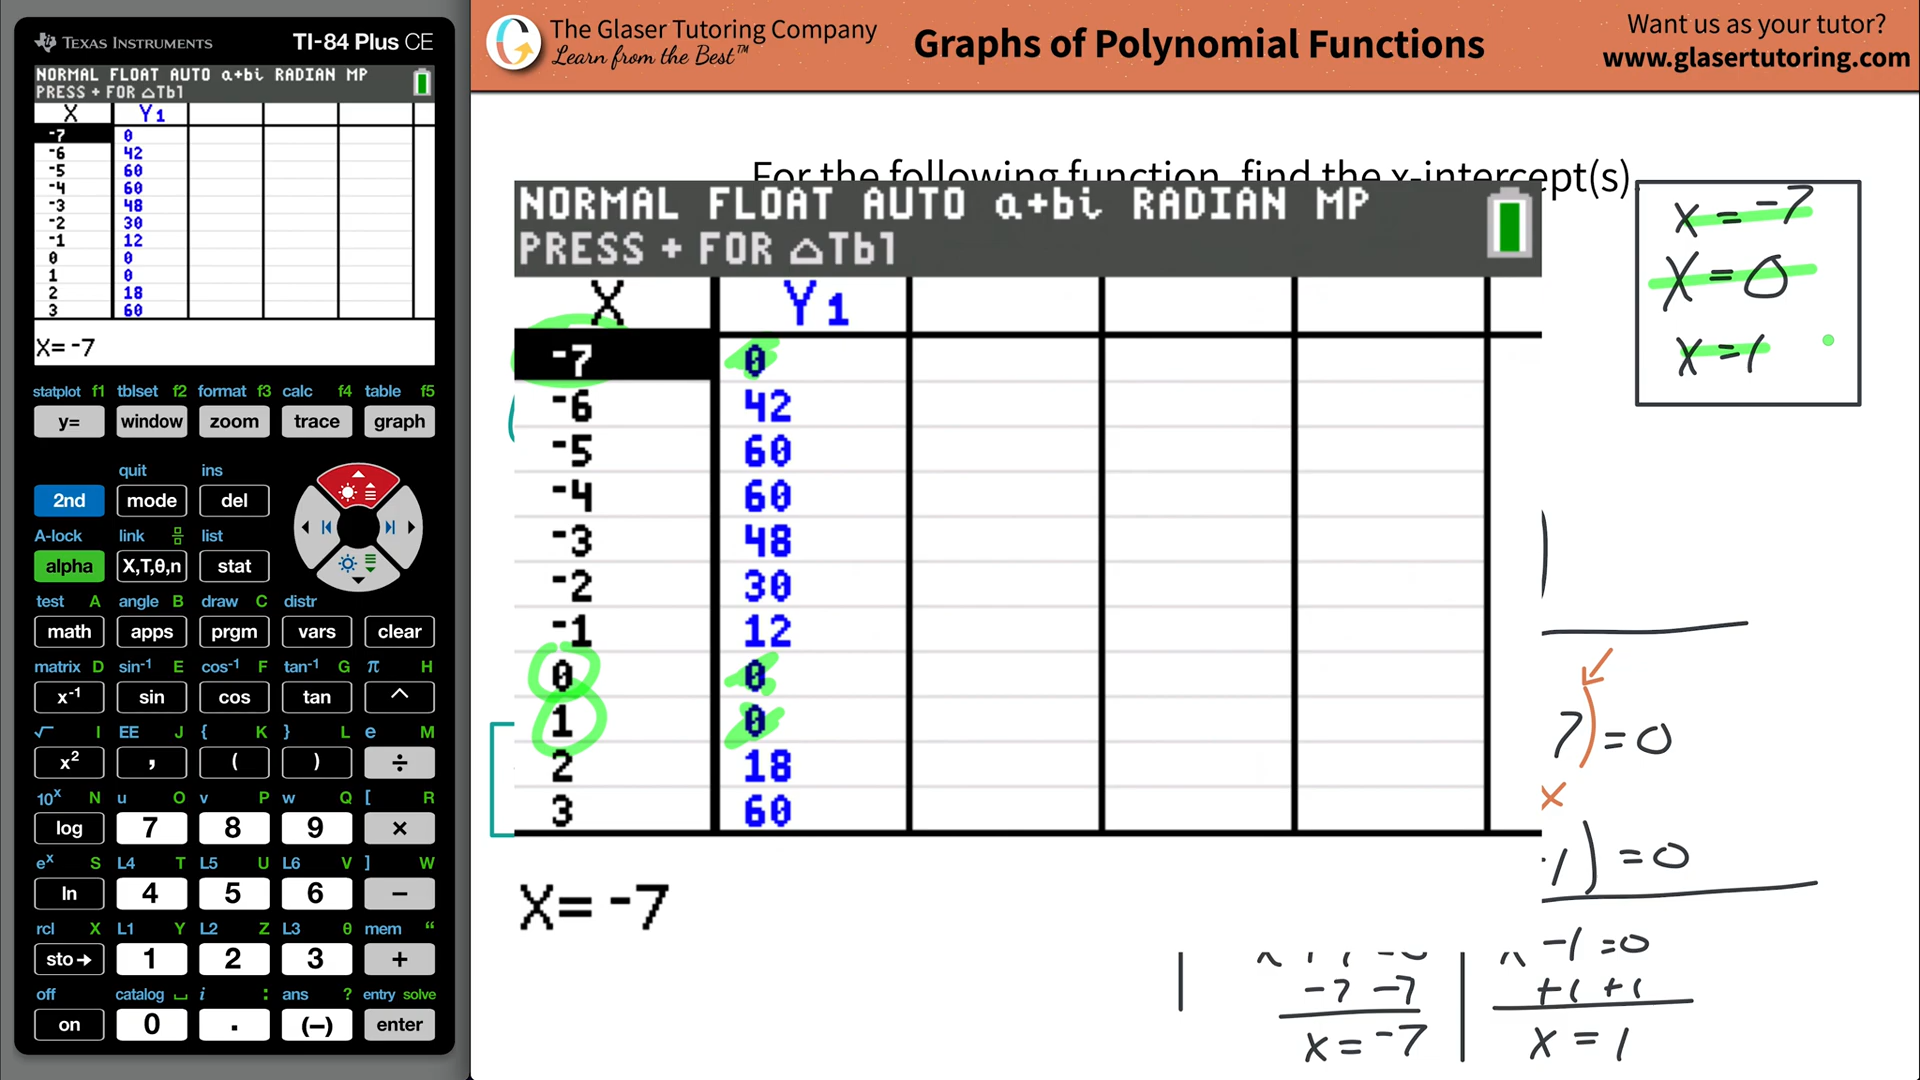 TEXAS INSTRUMENTS TI-84 Plus CE
NORMAL FLOAT AUTO a+bi RADIAN MP
PRESS + FOR △Tbl
X Y1
-7 0
-6 42
-5 60
-4 60
-3 48
-2 30
-1 12
0 0
1 0
2 18
3 60
X= -7
statplot f1 tblset f2 format f3 calc f4 table f5
y= window zoom trace graph
quit ins
2nd mode del
A-lock link list
alpha X,T,θ,n stat
test A angle B draw C distr
math apps prgm vars clear
matrix D sin⁻¹ E cos⁻¹ F tan⁻¹ G π H
x⁻¹ sin cos tan ^
√ I EE J { K } L e M
x² , ( ) ÷
10ˣ N u O v P w Q [ R
log 7 8 9 ×
eˣ S L4 T L5 U L6 V ] W
ln 4 5 6 −
rcl X L1 Y L2 Z L3 θ mem “
sto→ 1 2 3 +
off catalog ⎵ i : ans ? entry solve
on 0 . (–) enter
The Glaser Tutoring Company
Learn from the Best™
Graphs of Polynomial Functions
Want us as your tutor?
www.glasertutoring.com
For the following function, find the x-intercept(s)
NORMAL FLOAT AUTO a+bi RADIAN MP
PRESS + FOR △Tbl
X Y1
-7 0
-6 42
-5 60
-4 60
-3 48
-2 30
-1 12
0 0
1 0
2 18
3 60
X= -7
x = -7
x = 0
x = 1
7) = 0
x
-1) = 0
x -1 = 0
-7 -7
+1 +1
x = -7
x = 1